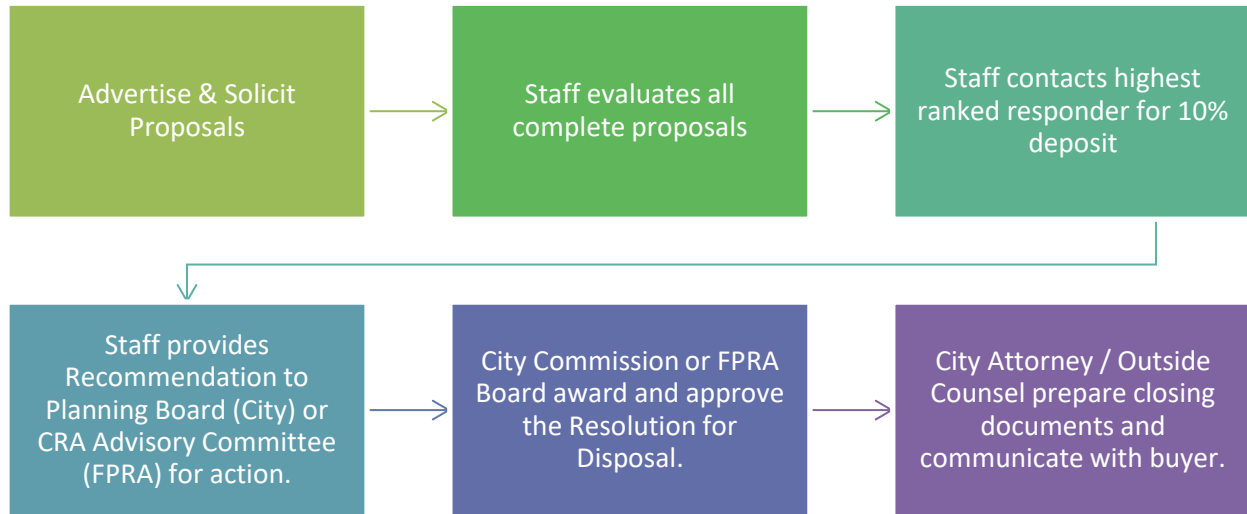 Advertise & Solicit
Proposals
Staff evaluates all
complete proposals
Staff contacts highest
ranked responder for 10%
deposit
Staff provides
Recommendation to
Planning Board (City) or
CRA Advisory Committee
(FPRA) for action.
City Commission or FPRA
Board award and approve
the Resolution for
Disposal.
City Attorney / Outside
Counsel prepare closing
documents and
communicate with buyer.